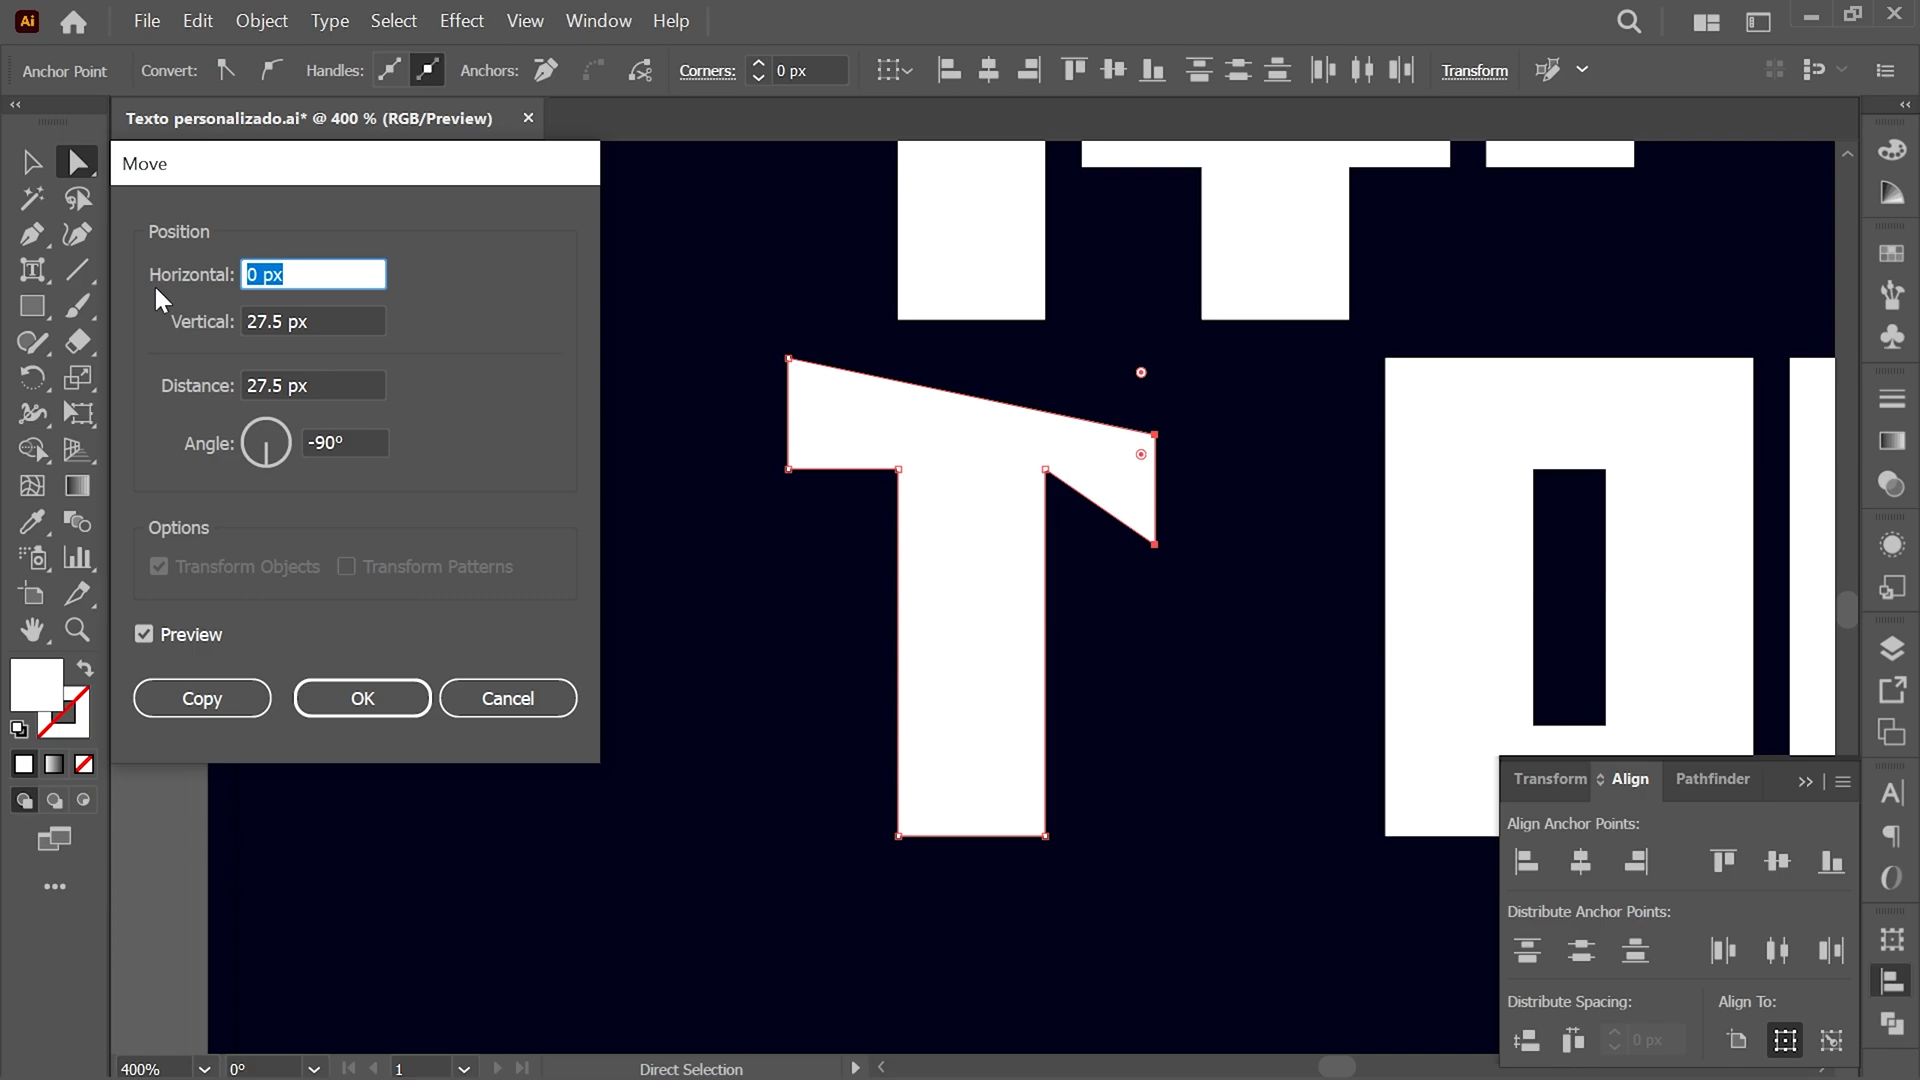 Ai File Edit Object Type Select Effect View Window Help
Anchor Point Convert: Handles: Anchors: Corners: 0 px Transform
Texto personalizado.ai* @ 400 % (RGB/Preview) ×
Move
Position
Horizontal: 0 px
Vertical: 27.5 px
Distance: 27.5 px
Angle: -90°
Options
Transform Objects Transform Patterns
Preview
Copy OK Cancel
Transform Align Pathfinder
Align Anchor Points:
Distribute Anchor Points:
Distribute Spacing: Align To:
0 px
400% 0° 1 Direct Selection